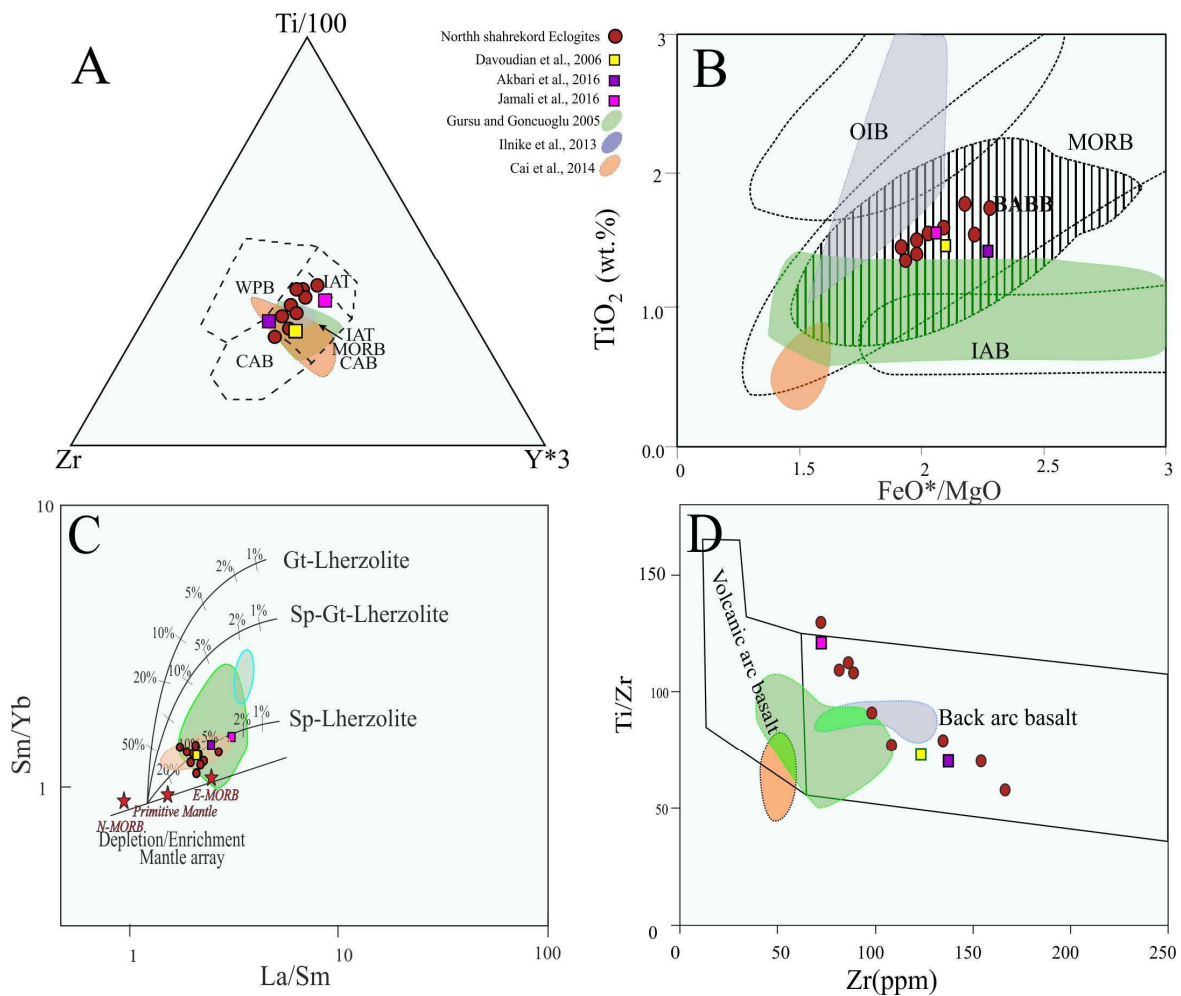 A
Ti/100
Zr
Y*3
WPB
IAT
IAT
MORB
CAB
CAB
Northh shahrekord Eclogites
Davoudian et al., 2006
Akbari et al., 2016
Jamali et al., 2016
Gursu and Goncuoglu 2005
Ilnike et al., 2013
Cai et al., 2014
B
OIB
MORB
BABB
IAB
TiO2 (wt.%)
3
2
1.0
0.0
0
1.5
2
2.5
3
FeO*/MgO
C
10
1
Sm/Yb
1%
2%
5%
10%
20%
50%
Gt-Lherzolite
1%
2%
5%
10%
Sp-Gt-Lherzolite
1%
2%
5%
10%
20%
Sp-Lherzolite
E-MORB
Primitive Mantle
N-MORB
Depletion/Enrichment
Mantle array
1
10
100
La/Sm
D
150
100
50
0
Ti/Zr
Volcanic arc basalt
Back arc basalt
0
50
100
150
200
250
Zr(ppm)